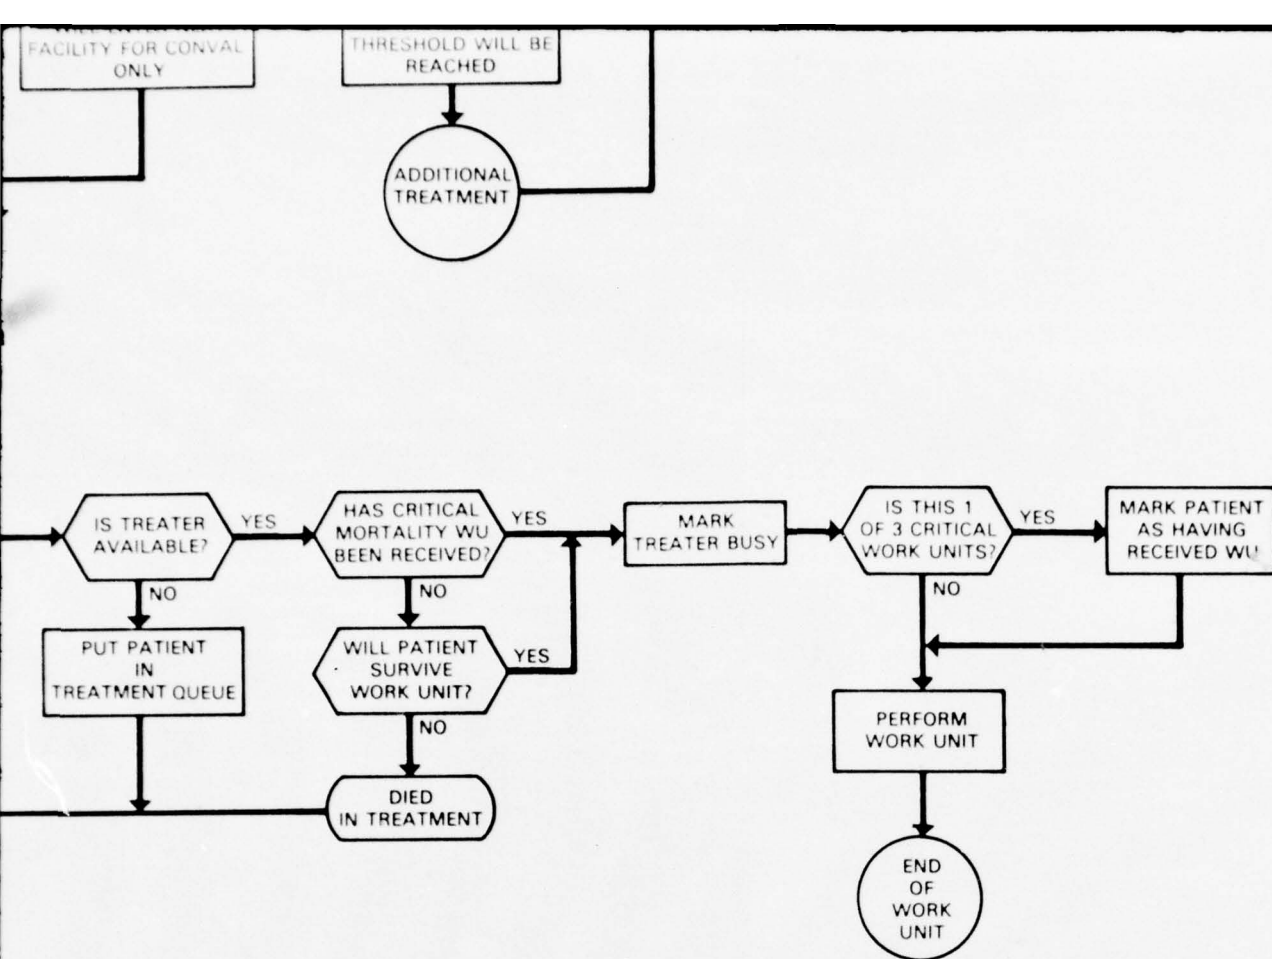 FACILITY FOR CONVAL
ONLY
THRESHOLD WILL BE
REACHED
ADDITIONAL
TREATMENT
IS TREATER
AVAILABLE?
YES
HAS CRITICAL
MORTALITY WU
BEEN RECEIVED?
YES
MARK
TREATER BUSY
IS THIS 1
OF 3 CRITICAL
WORK UNITS?
YES
MARK PATIENT
AS HAVING
RECEIVED WU
NO
NO
NO
PUT PATIENT
IN
TREATMENT QUEUE
WILL PATIENT
SURVIVE
WORK UNIT?
YES
NO
PERFORM
WORK UNIT
DIED
IN TREATMENT
END
OF
WORK
UNIT